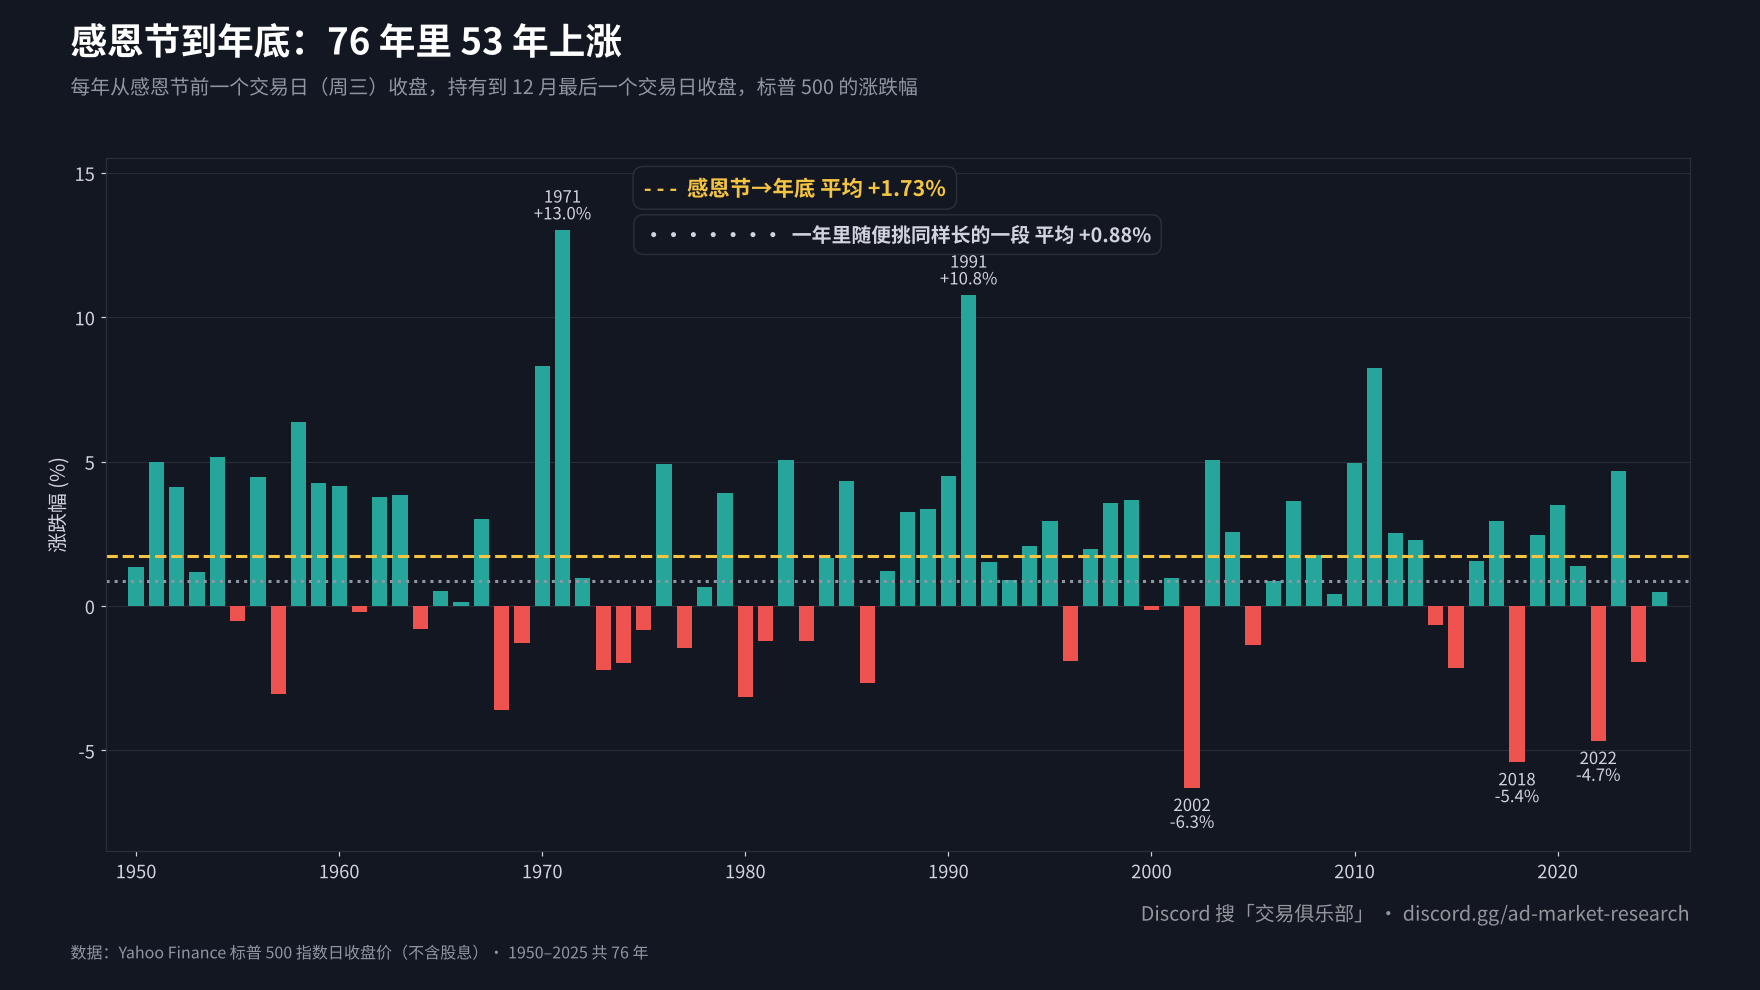 感恩节到年底：76 年里 53 年上涨
每年从感恩节前一个交易日（周三）收盘，持有到 12 月最后一个交易日收盘，标普 500 的涨跌幅
--- 感恩节→年底 平均 +1.73%
······· 一年里随便挑同样长的一段 平均 +0.88%
1971
+13.0%
1991
+10.8%
2002
-6.3%
2018
-5.4%
2022
-4.7%
涨跌幅 (%)
15
10
5
0
-5
1950 1960 1970 1980 1990 2000 2010 2020
Discord 搜「交易俱乐部」 · discord.gg/ad-market-research
数据：Yahoo Finance 标普 500 指数日收盘价（不含股息） · 1950–2025 共 76 年